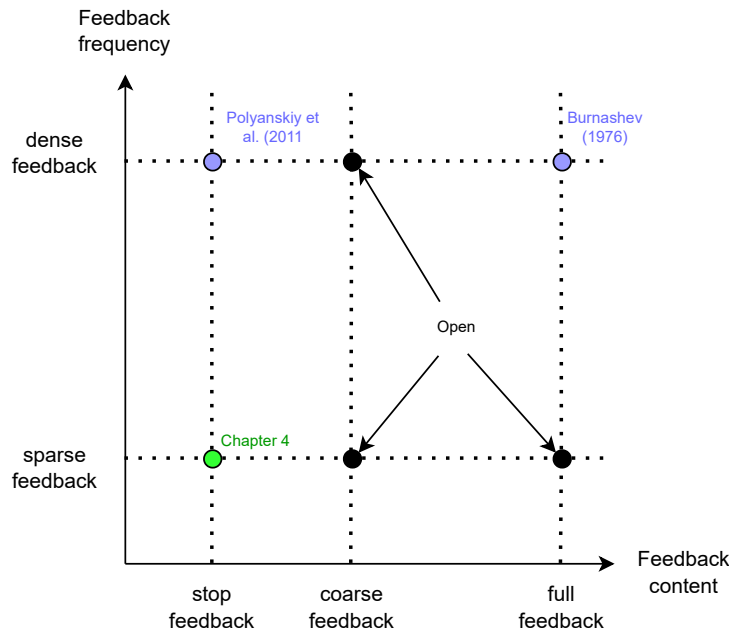 Feedback
frequency
Polyanskiy et
al. (2011
Burnashev
(1976)
dense
feedback
Open
Chapter 4
sparse
feedback
Feedback
content
stop
feedback
coarse
feedback
full
feedback